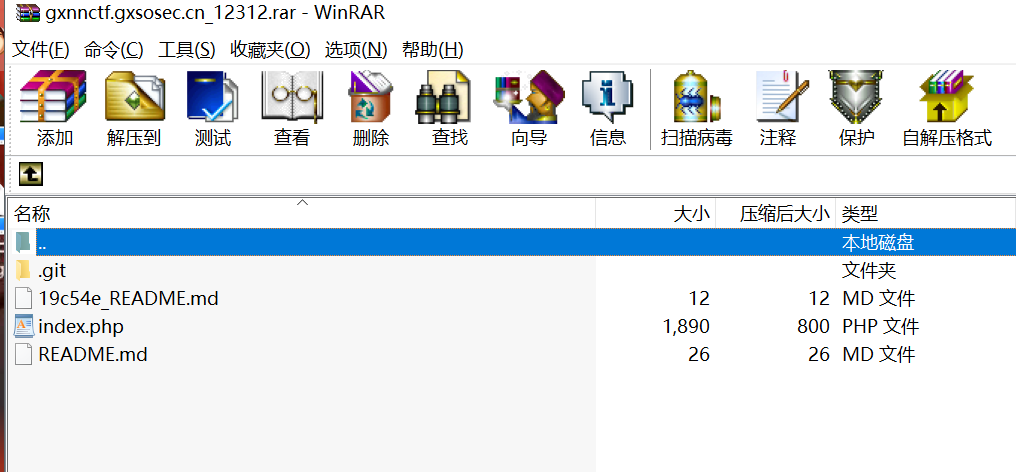 gxnnctf.gxsosec.cn_12312.rar - WinRAR
文件(F) 命令(C) 工具(S) 收藏夹(O) 选项(N) 帮助(H)
添加 解压到 测试 查看 删除 查找 向导 信息 扫描病毒 注释 保护 自解压格式
名称 大小 压缩后大小 类型
.. 本地磁盘
.git 文件夹
19c54e_README.md 12 12 MD 文件
index.php 1,890 800 PHP 文件
README.md 26 26 MD 文件